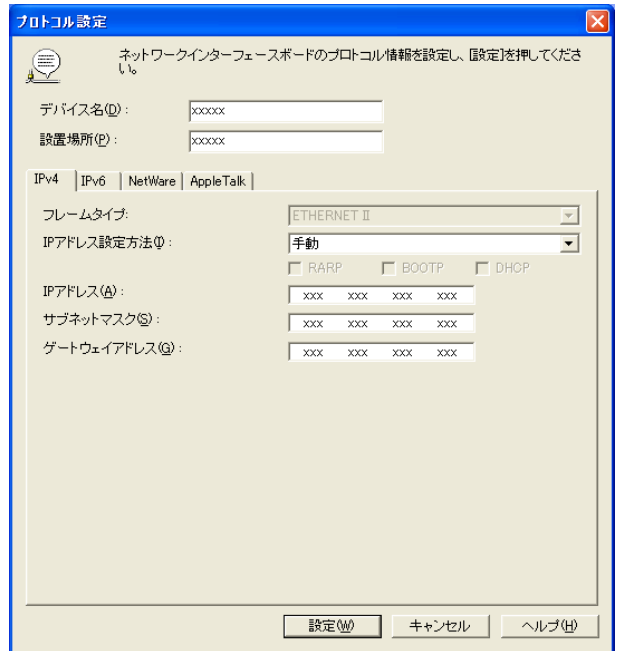 プロトコル設定
ネットワークインターフェースボードのプロトコル情報を設定し、[設定]を押してくださ
い。
デバイス名(D) : xxxxx
設置場所(P) : xxxxx
IPv4 IPv6 NetWare AppleTalk
フレームタイプ: ETHERNET II
IPアドレス設定方法(I) : 手動
RARP BOOTP DHCP
IPアドレス(A) : xxx xxx xxx xxx
サブネットマスク(S) : xxx xxx xxx xxx
ゲートウェイアドレス(G) : xxx xxx xxx xxx
設定(W) キャンセル ヘルプ(H)